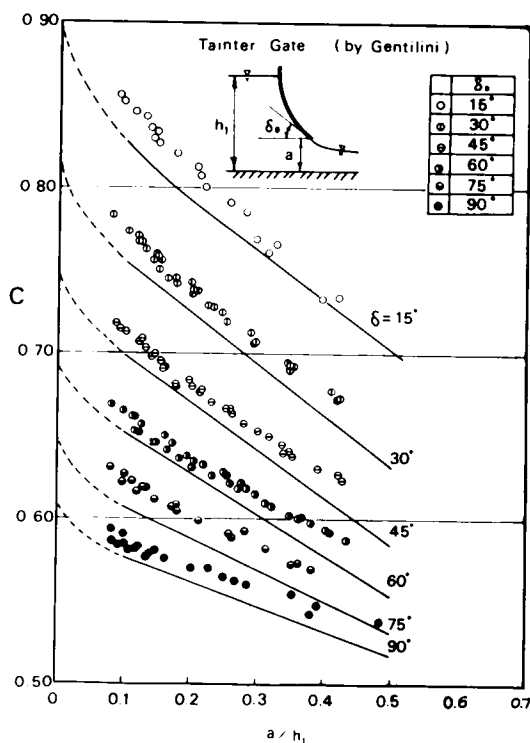 0 90
Tainter Gate ( by Gentilini )
h₁
δ₀
a
δ₀
15°
30°
45°
60°
75°
90°
0 80
C
δ = 15°
0 70
30°
45°
0 60
60°
75°
90°
0 50
0 0.1 0.2 0.3 0.4 0.5 0.6 0.7
a / h₁